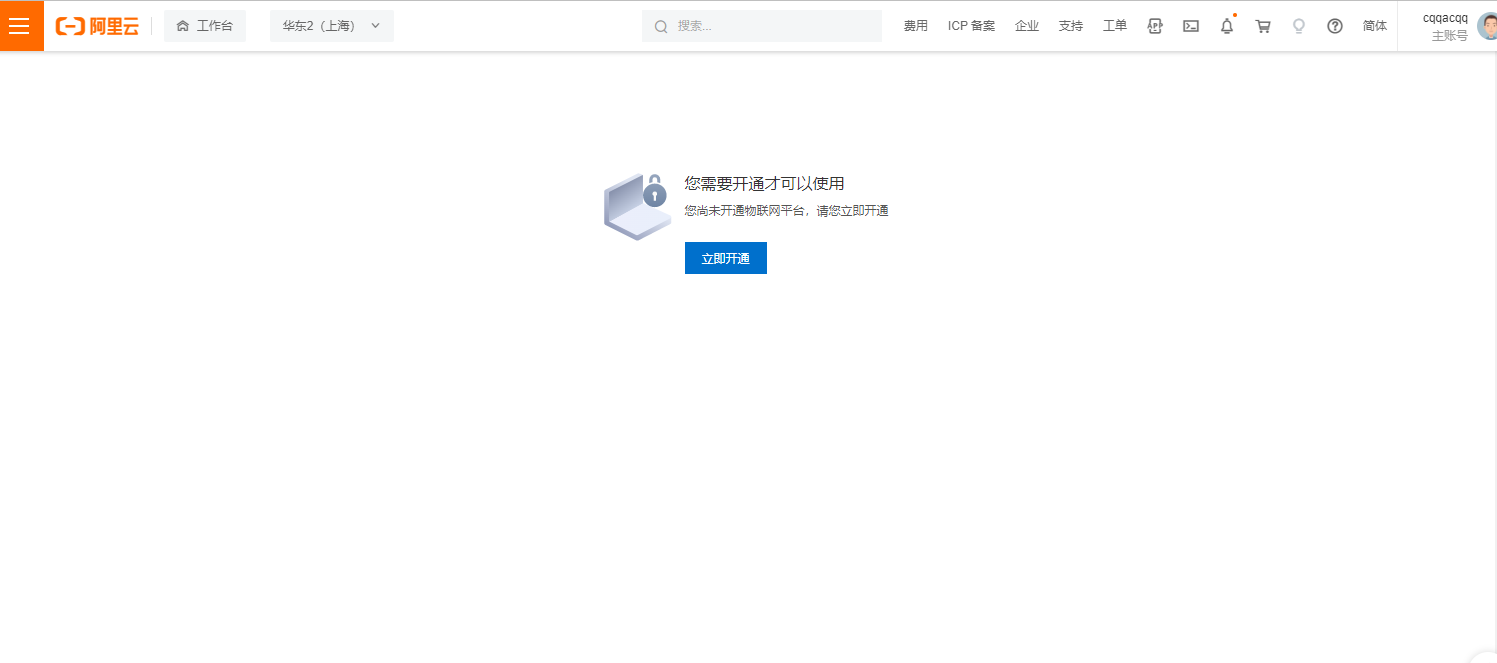 阿里云 工作台 华东2（上海） 搜索... 费用 ICP 备案 企业 支持 工单 简体 cqqacqq
主账号
您需要开通才可以使用
您尚未开通物联网平台，请您立即开通
立即开通